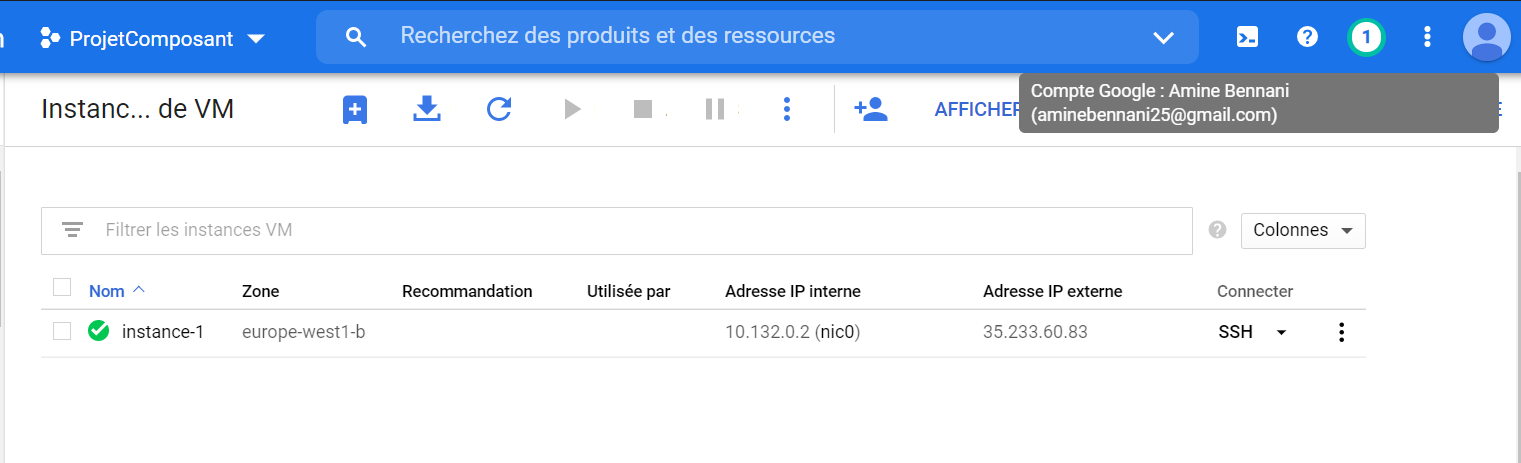 ProjetComposant
Recherchez des produits et des ressources
1
Compte Google : Amine Bennani
(aminebennani25@gmail.com)
Instanc... de VM
AFFICHER
Filtrer les instances VM
Colonnes
Nom Zone Recommandation Utilisée par Adresse IP interne Adresse IP externe Connecter
instance-1 europe-west1-b 10.132.0.2 (nic0) 35.233.60.83 SSH